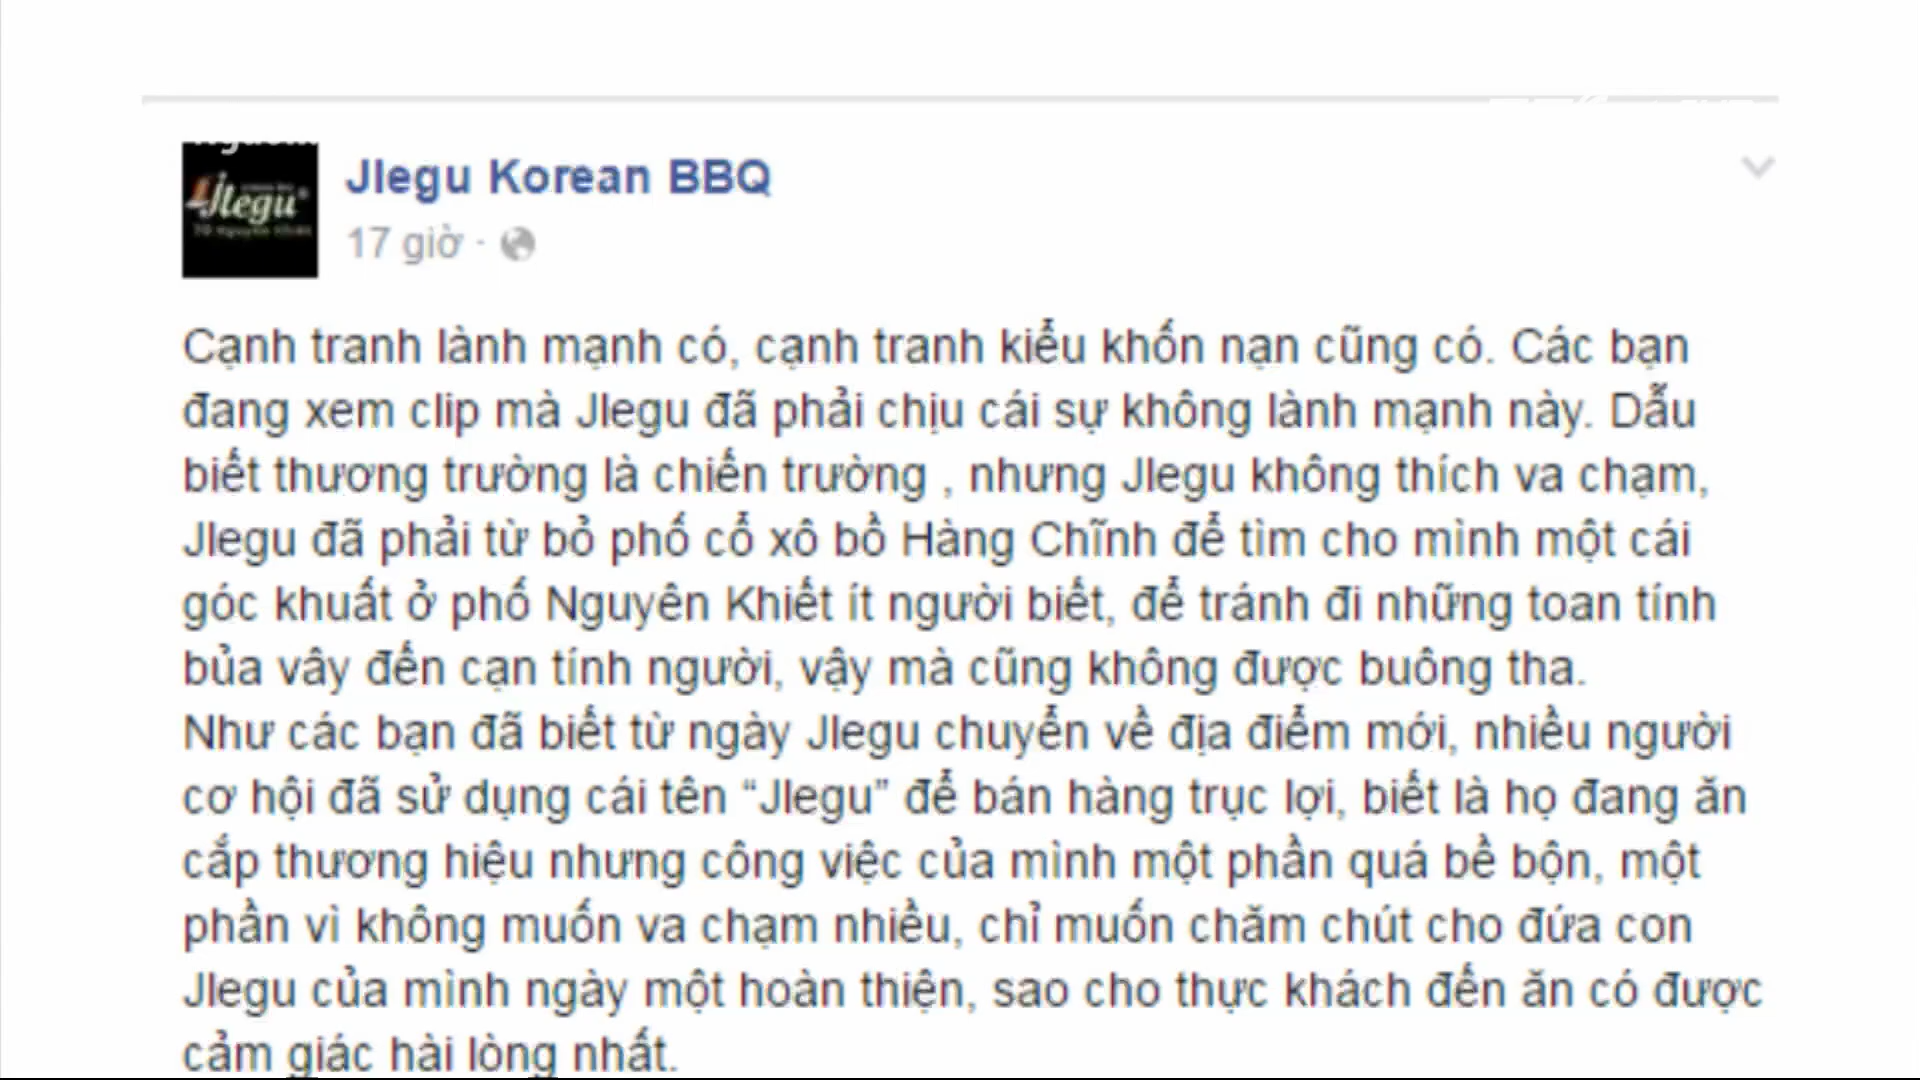 Jlegu Korean BBQ
17 giờ ·
Jlegu
Cạnh tranh lành mạnh có, cạnh tranh kiểu khốn nạn cũng có. Các bạn
đang xem clip mà Jlegu đã phải chịu cái sự không lành mạnh này. Dẫu
biết thương trường là chiến trường , nhưng Jlegu không thích va chạm,
Jlegu đã phải từ bỏ phố cổ xô bồ Hàng Chĩnh để tìm cho mình một cái
góc khuất ở phố Nguyên Khiết ít người biết, để tránh đi những toan tính
bủa vây đến cạn tính người, vậy mà cũng không được buông tha.
Như các bạn đã biết từ ngày Jlegu chuyển về địa điểm mới, nhiều người
cơ hội đã sử dụng cái tên “Jlegu” để bán hàng trục lợi, biết là họ đang ăn
cắp thương hiệu nhưng công việc của mình một phần quá bề bộn, một
phần vì không muốn va chạm nhiều, chỉ muốn chăm chút cho đứa con
Jlegu của mình ngày một hoàn thiện, sao cho thực khách đến ăn có được
cảm giác hài lòng nhất.